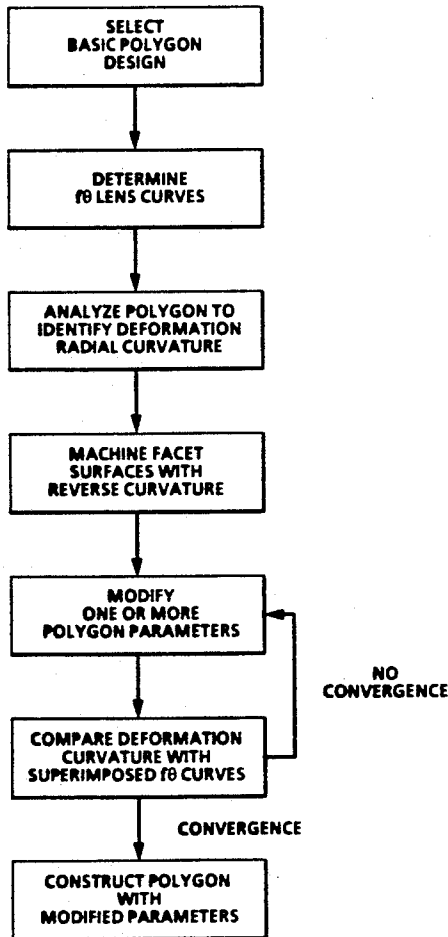 SELECT
BASIC POLYGON
DESIGN
DETERMINE
fθ LENS CURVES
ANALYZE POLYGON TO
IDENTIFY DEFORMATION
RADIAL CURVATURE
MACHINE FACET
SURFACES WITH
REVERSE CURVATURE
MODIFY
ONE OR MORE
POLYGON PARAMETERS
NO
CONVERGENCE
COMPARE DEFORMATION
CURVATURE WITH
SUPERIMPOSED fθ CURVES
CONVERGENCE
CONSTRUCT POLYGON
WITH
MODIFIED PARAMETERS